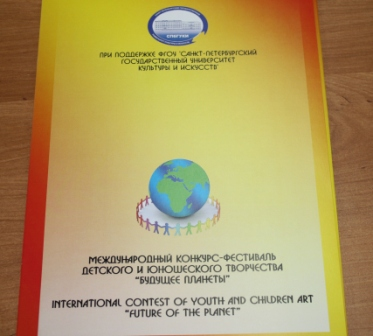 ПРИ ПОДДЕРЖКЕ ФГОУ "САНКТ-ПЕТЕРБУРГСКИЙ
ГОСУДАРСТВЕННЫЙ УНИВЕРСИТЕТ
КУЛЬТУРЫ И ИСКУССТВ"
МЕЖДУНАРОДНЫЙ КОНКУРС-ФЕСТИВАЛЬ
ДЕТСКОГО И ЮНОШЕСКОГО ТВОРЧЕСТВА
"БУДУЩЕЕ ПЛАНЕТЫ"
INTERNATIONAL CONTEST OF YOUTH AND CHILDREN ART
"FUTURE OF THE PLANET"